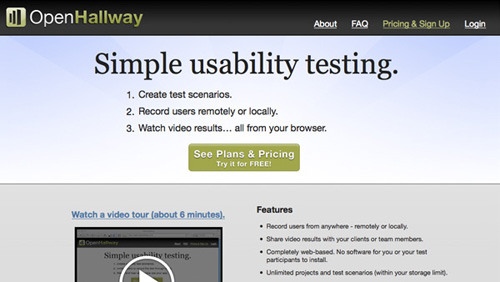 OpenHallway
About FAQ Pricing & Sign Up Login
Simple usability testing.
1. Create test scenarios.
2. Record users remotely or locally.
3. Watch video results... all from your browser.
See Plans & Pricing
Try it for FREE!
Watch a video tour (about 6 minutes).
Features
• Record users from anywhere - remotely or locally.
• Share video results with your clients or team members.
• Completely web-based. No software for you or your test
participants to install.
• Unlimited projects and test scenarios (within your storage limit).
OpenHallway
Simple usability testing.